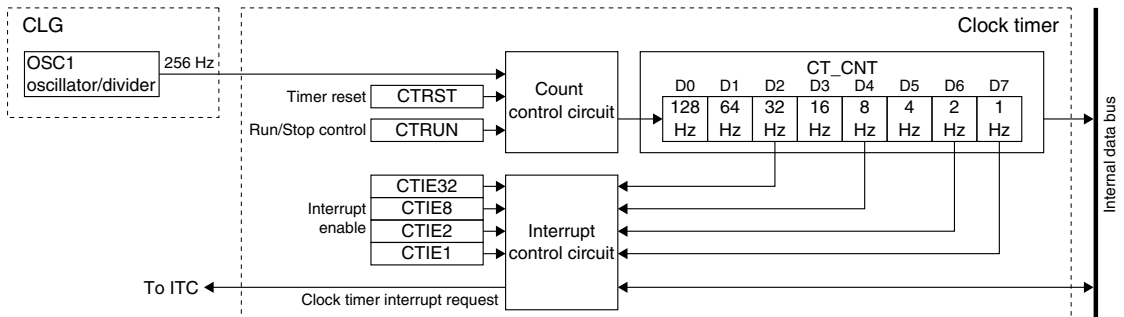 CLG
Clock timer
OSC1
oscillator/divider
256 Hz
Timer reset
CTRST
Run/Stop control
CTRUN
Count
control circuit
CT_CNT
D0 D1 D2 D3 D4 D5 D6 D7
128 64 32 16 8 4 2 1
Hz Hz Hz Hz Hz Hz Hz Hz
Internal data bus
Interrupt
enable
CTIE32
CTIE8
CTIE2
CTIE1
Interrupt
control circuit
To ITC
Clock timer interrupt request